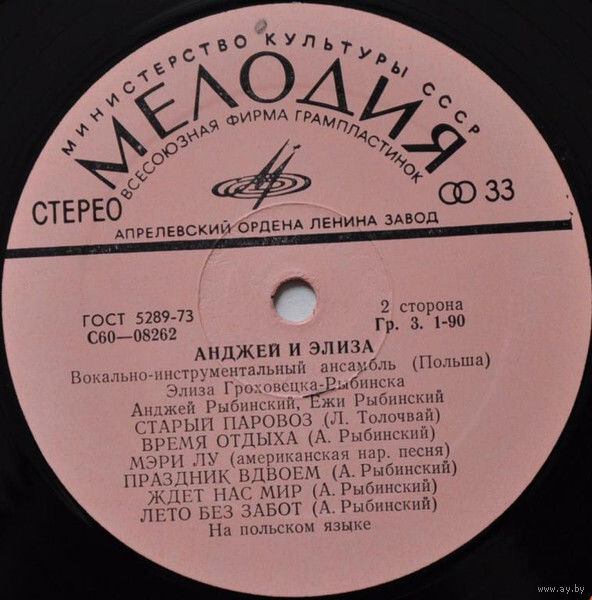 МИНИСТЕРСТВО КУЛЬТУРЫ СССР
МЕЛОДИЯ
ВСЕСОЮЗНАЯ ФИРМА ГРАМПЛАСТИНОК
СТЕРЕО
33
АПРЕЛЕВСКИЙ ОРДЕНА ЛЕНИНА ЗАВОД
ГОСТ 5289-73
С60—08262
2 сторона
Гр. 3. 1-90
АНДЖЕЙ И ЭЛИЗА
Вокально-инструментальный ансамбль (Польша)
Элиза Гроховецка-Рыбинска
Анджей Рыбинский, Ежи Рыбинский
СТАРЫЙ ПАРОВОЗ (Л. Толочвай)
ВРЕМЯ ОТДЫХА (А. Рыбинский)
МЭРИ ЛУ (американская нар. песня)
ПРАЗДНИК ВДВОЕМ (А. Рыбинский)
ЖДЕТ НАС МИР (А. Рыбинский)
ЛЕТО БЕЗ ЗАБОТ (А. Рыбинский)
На польском языке
www.ay.by